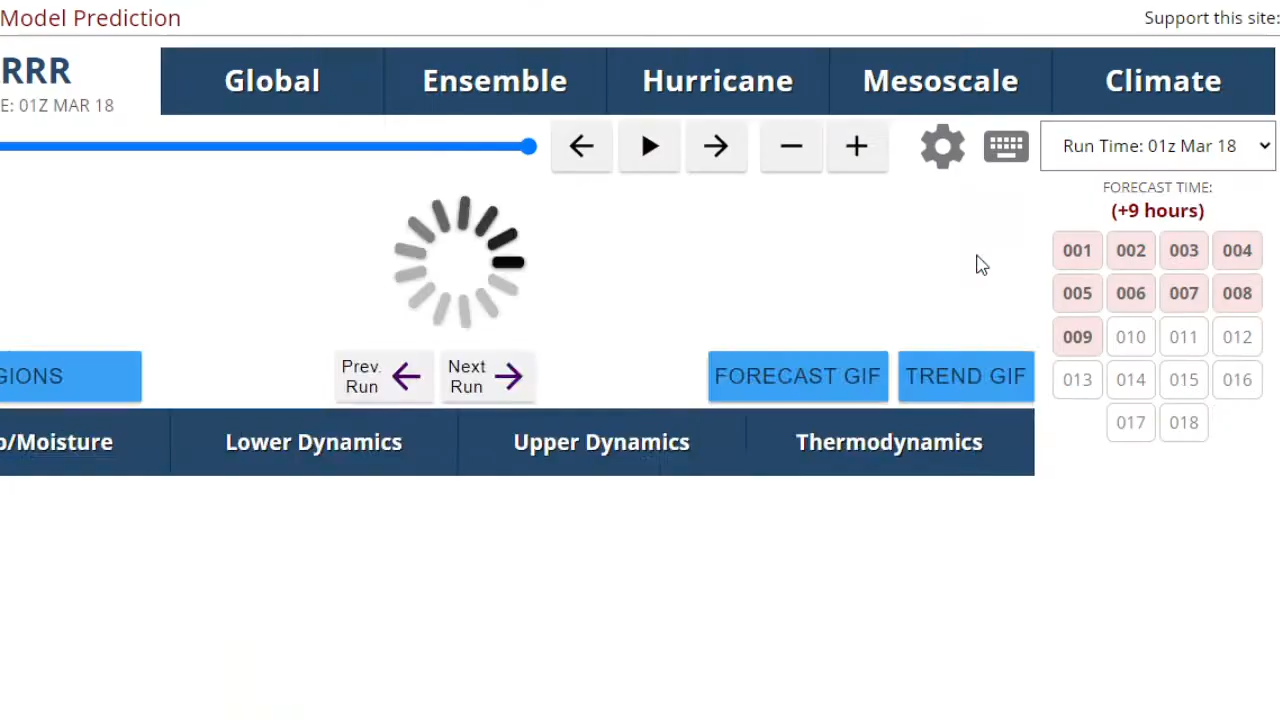 Model Prediction
Support this site:
RRR
E: 01Z MAR 18
Global
Ensemble
Hurricane
Mesoscale
Climate
Run Time: 01z Mar 18
FORECAST TIME:
(+9 hours)
001 002 003 004
005 006 007 008
009 010 011 012
013 014 015 016
017 018
GIONS
Prev. Run
Next Run
FORECAST GIF
TREND GIF
o/Moisture
Lower Dynamics
Upper Dynamics
Thermodynamics